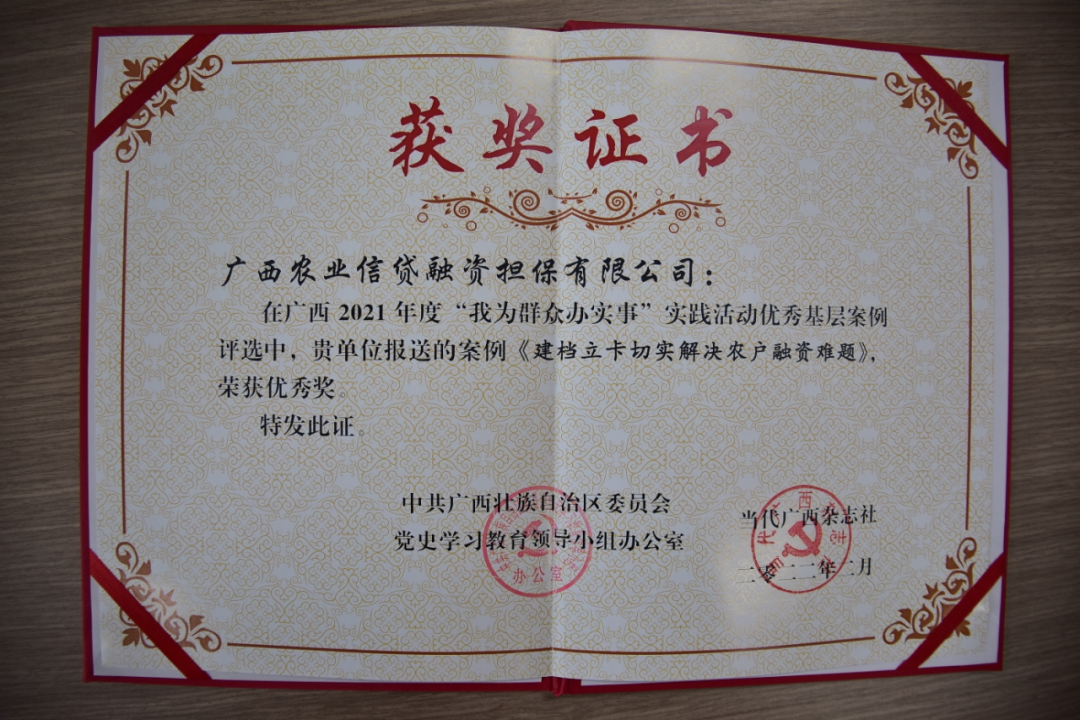 获奖证书
广西农业信贷融资担保有限公司：
在广西 2021 年度“我为群众办实事”实践活动优秀基层案例
评选中，贵单位报送的案例《建档立卡切实解决农户融资难题》，
荣获优秀奖。
特发此证。
中共广西壮族自治区委员会
党史学习教育领导小组办公室
办公室
当代广西杂志社
二〇二二年二月